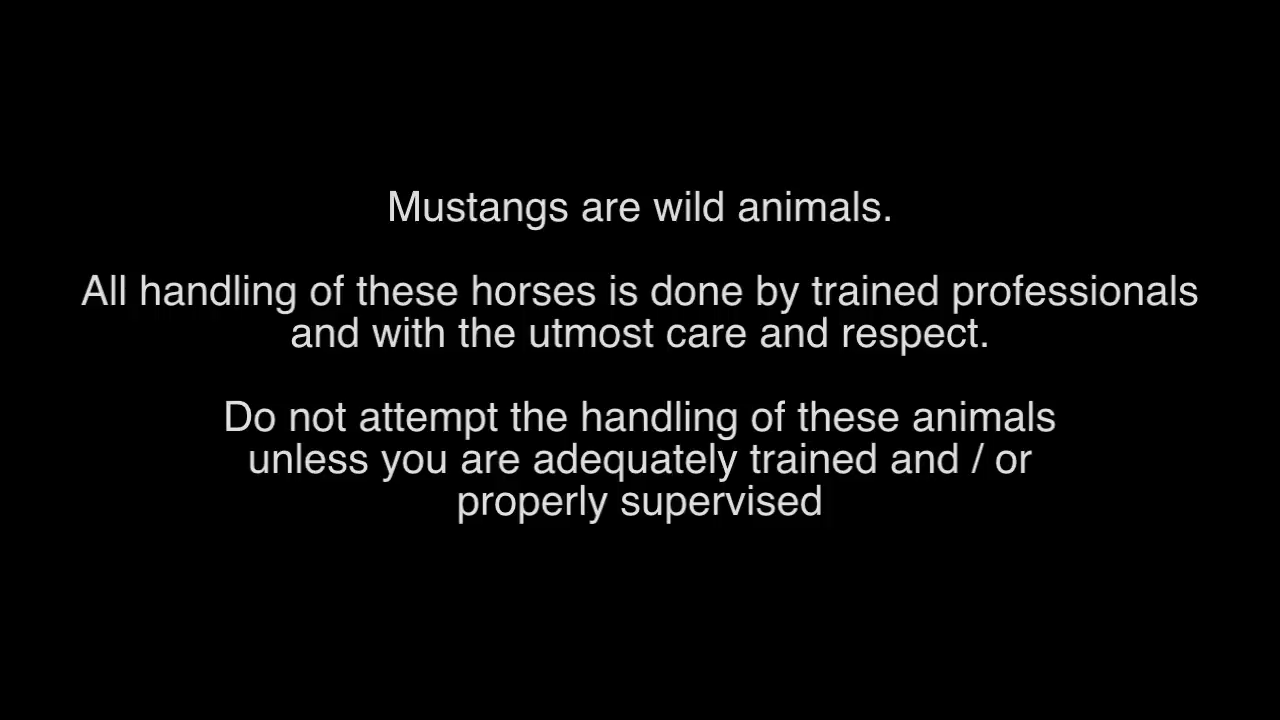 Mustangs are wild animals.
All handling of these horses is done by trained professionals
and with the utmost care and respect.
Do not attempt the handling of these animals
unless you are adequately trained and / or
properly supervised